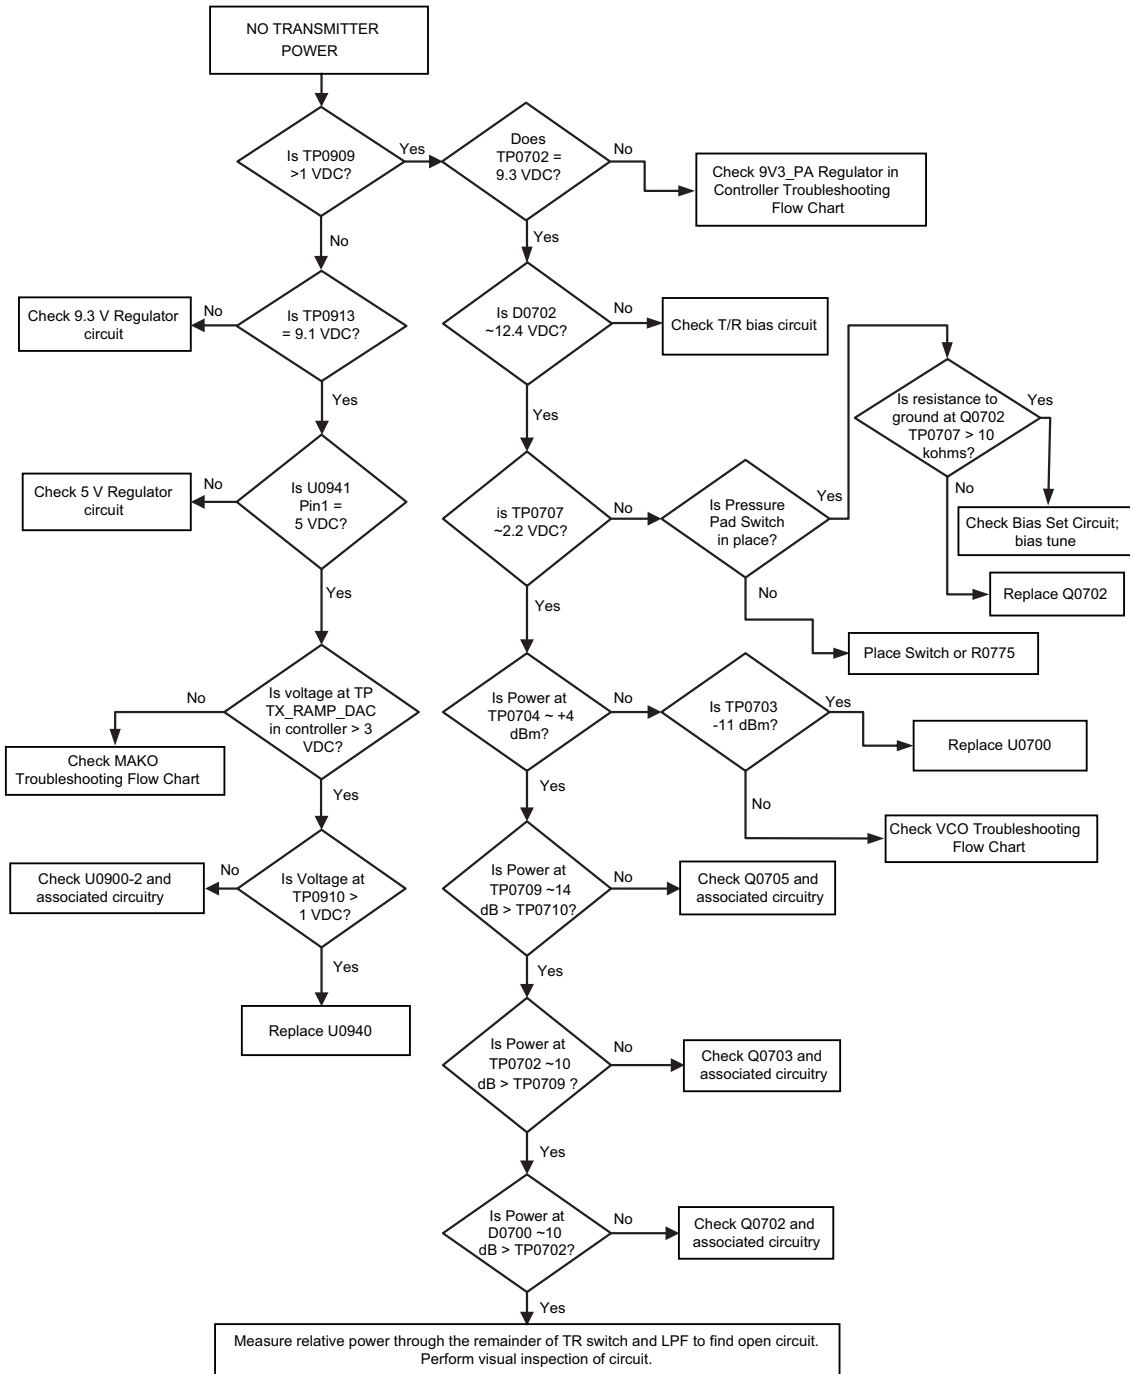 NO TRANSMITTER
POWER
Is TP0909
>1 VDC?
Yes
Does
TP0702 =
9.3 VDC?
No
Check 9V3_PA Regulator in
Controller Troubleshooting
Flow Chart
No
Yes
Check 9.3 V Regulator
circuit
No
Is TP0913
= 9.1 VDC?
Is D0702
~12.4 VDC?
No
Check T/R bias circuit
Yes
Yes
Is resistance to
ground at Q0702
TP0707 > 10
kohms?
Yes
No
Check Bias Set Circuit;
bias tune
Replace Q0702
Check 5 V Regulator
circuit
No
Is U0941
Pin1 =
5 VDC?
is TP0707
~2.2 VDC?
No
Is Pressure
Pad Switch
in place?
Yes
No
Place Switch or R0775
Yes
Yes
No
Is voltage at TP
TX_RAMP_DAC
in controller > 3
VDC?
Check MAKO
Troubleshooting Flow Chart
Is Power at
TP0704 ~ +4
dBm?
No
Is TP0703
-11 dBm?
Yes
Replace U0700
No
Check VCO Troubleshooting
Flow Chart
Yes
Yes
Check U0900-2 and
associated circuitry
No
Is Voltage at
TP0910 >
1 VDC?
Is Power at
TP0709 ~14
dB > TP0710?
No
Check Q0705 and
associated circuitry
Yes
Yes
Replace U0940
Is Power at
TP0702 ~10
dB > TP0709 ?
No
Check Q0703 and
associated circuitry
Yes
Is Power at
D0700 ~10
dB > TP0702?
No
Check Q0702 and
associated circuitry
Yes
Measure relative power through the remainder of TR switch and LPF to find open circuit.
Perform visual inspection of circuit.